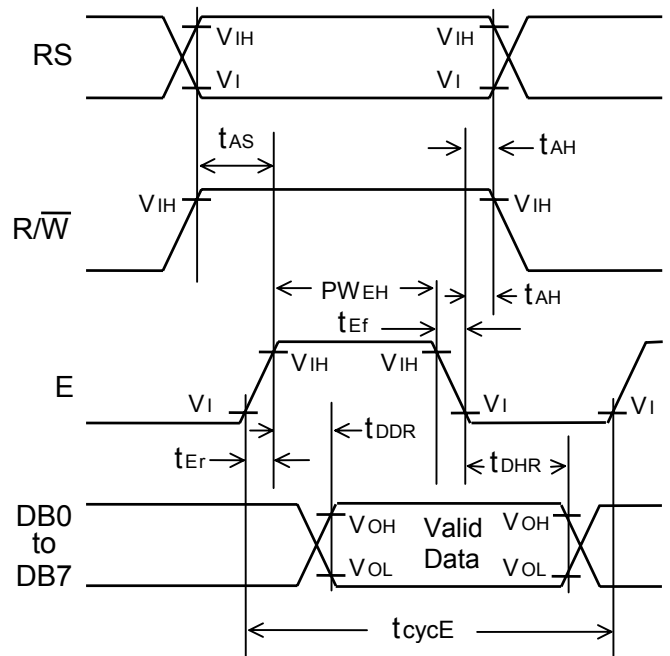 RS
VIH
VIH
VI
VI
tAS
tAH
R/W̅
VIH
VIH
PWEH
tAH
tEf
E
VIH
VIH
VI
VI
VI
tDDR
tEr
tDHR
DB0
to
DB7
VOH
VOH
Valid
Data
VOL
VOL
tcycE